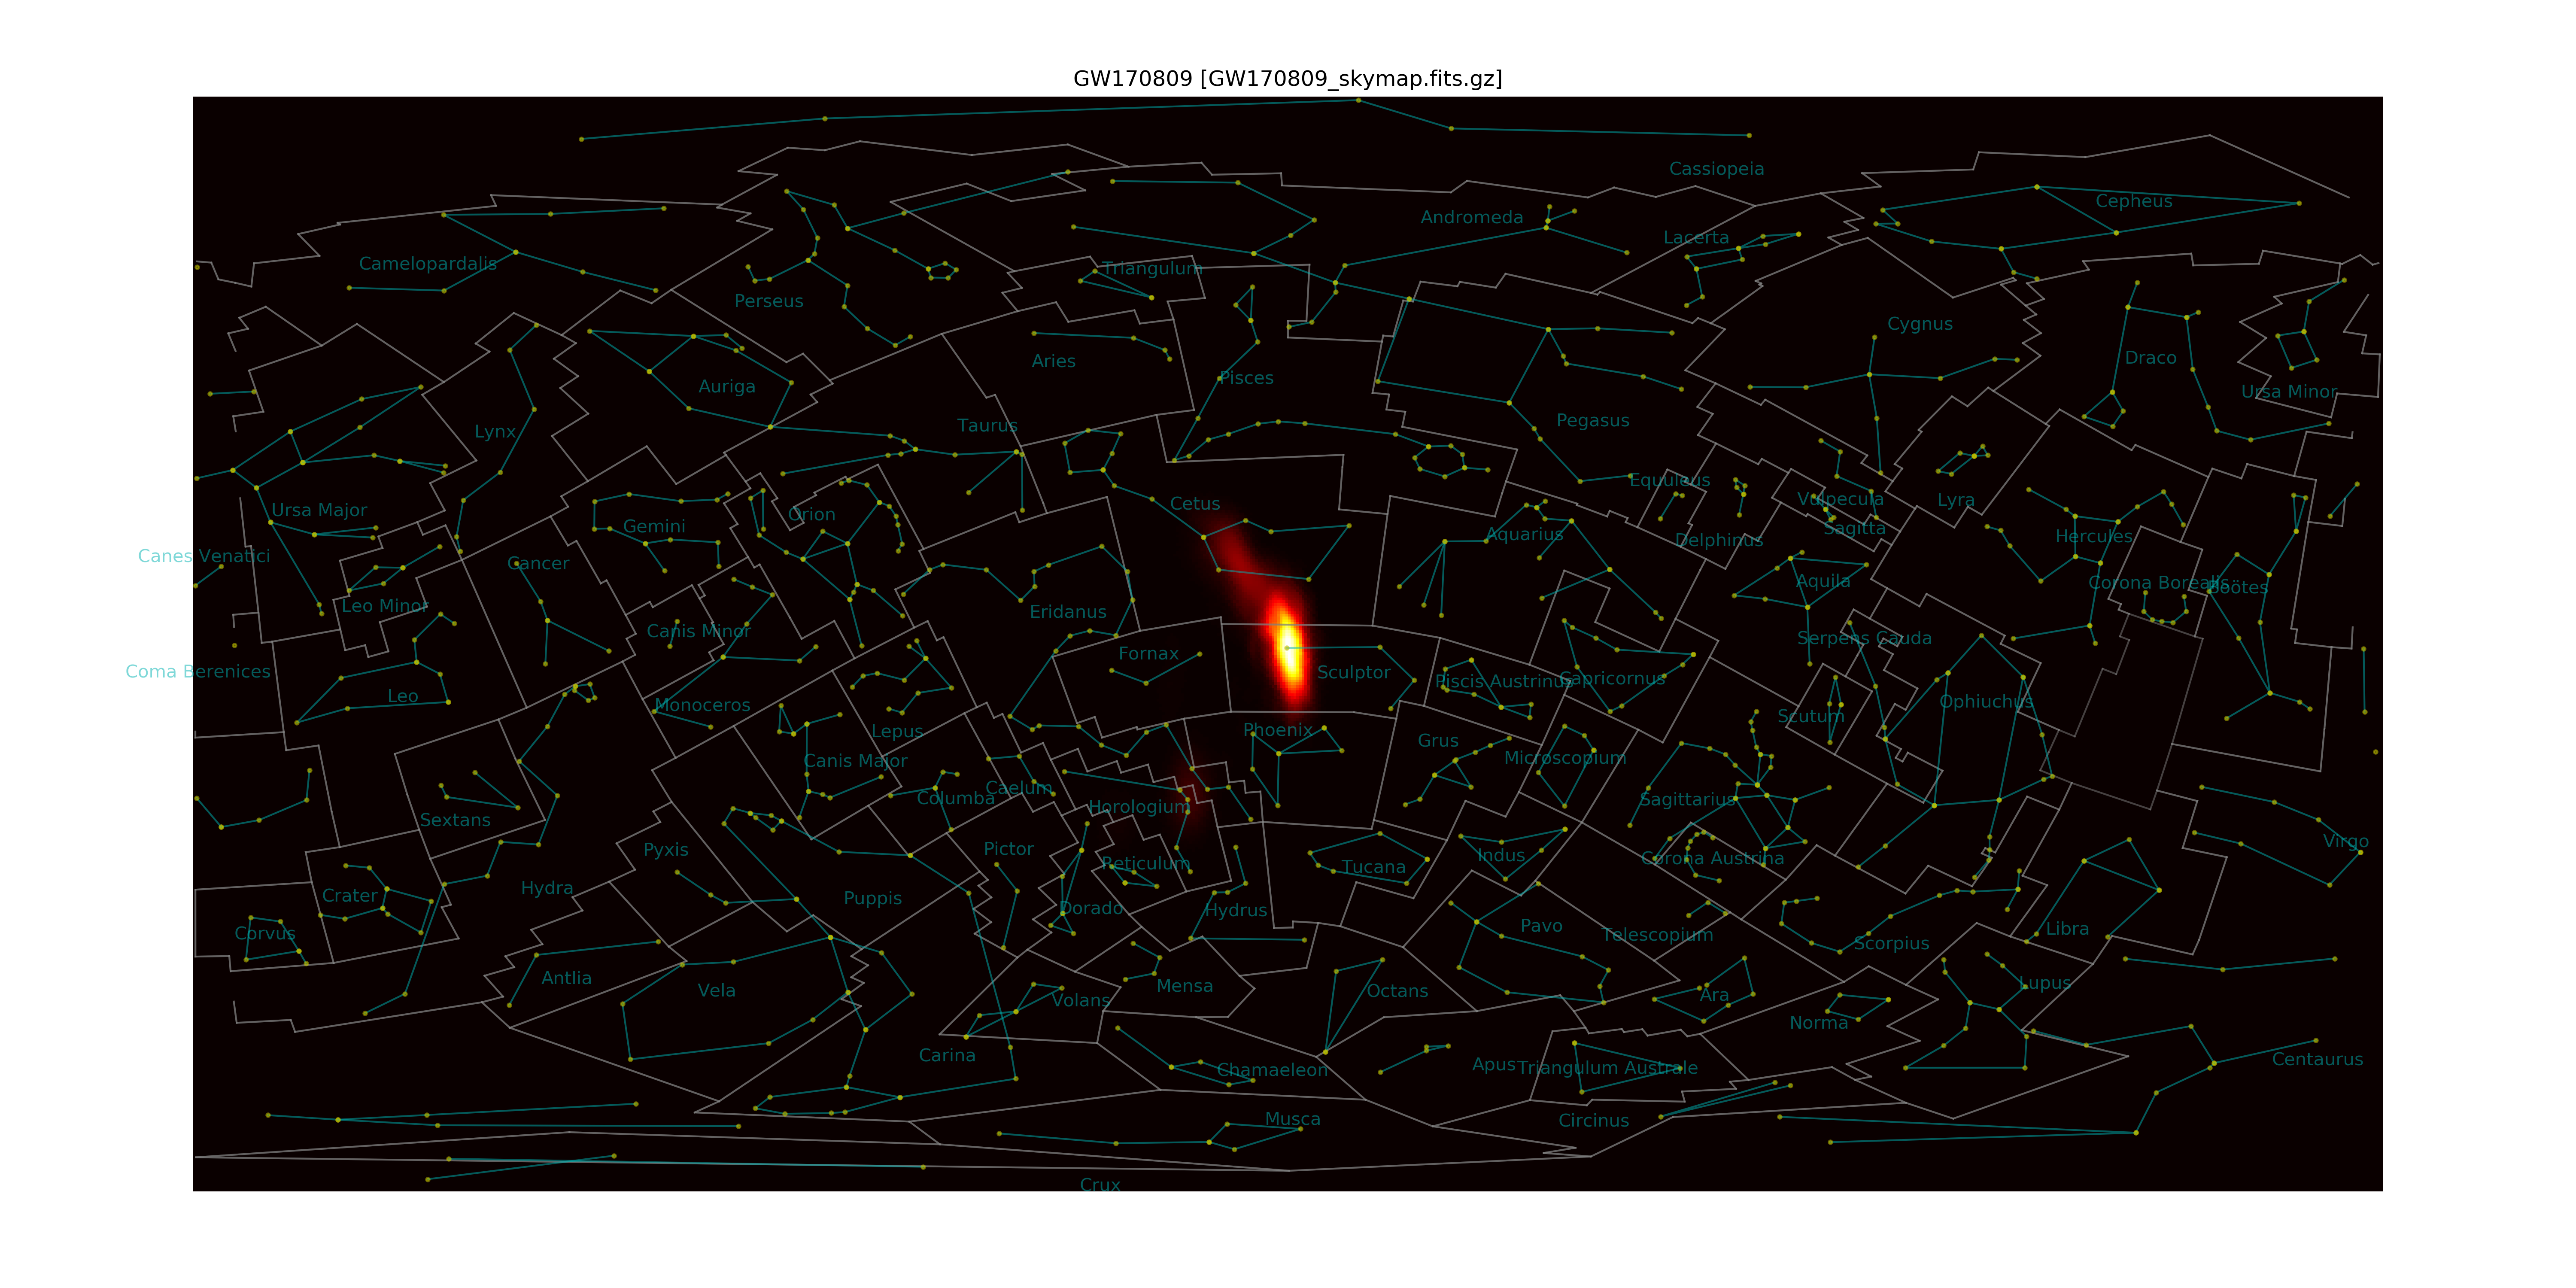 GW170809 [GW170809_skymap.fits.gz]
Cassiopeia
Cepheus
Andromeda
Lacerta
Camelopardalis
Triangulum
Perseus
Cygnus
Draco
Aries
Pisces
Auriga
Ursa Minor
Pegasus
Taurus
Lynx
Equuleus
Cetus
Vulpecula
Lyra
Ursa Major
Orion
Gemini
Aquarius
Sagitta
Hercules
Delphinus
Canes Venatici
Cancer
Aquila
Corona Borealis
Boötes
Leo Minor
Eridanus
Canis Minor
Serpens Cauda
Fornax
Coma Berenices
Sculptor
Piscis Austrinus
Capricornus
Leo
Monoceros
Ophiuchus
Scutum
Lepus
Phoenix
Grus
Canis Major
Microscopium
Caelum
Columba
Horologium
Sagittarius
Sextans
Virgo
Pyxis
Pictor
Reticulum
Tucana
Indus
Corona Austrina
Hydra
Crater
Puppis
Dorado
Hydrus
Pavo
Telescopium
Corvus
Libra
Scorpius
Antlia
Vela
Volans
Mensa
Octans
Ara
Lupus
Norma
Carina
Chamaeleon
Apus
Triangulum Australe
Centaurus
Musca
Circinus
Crux